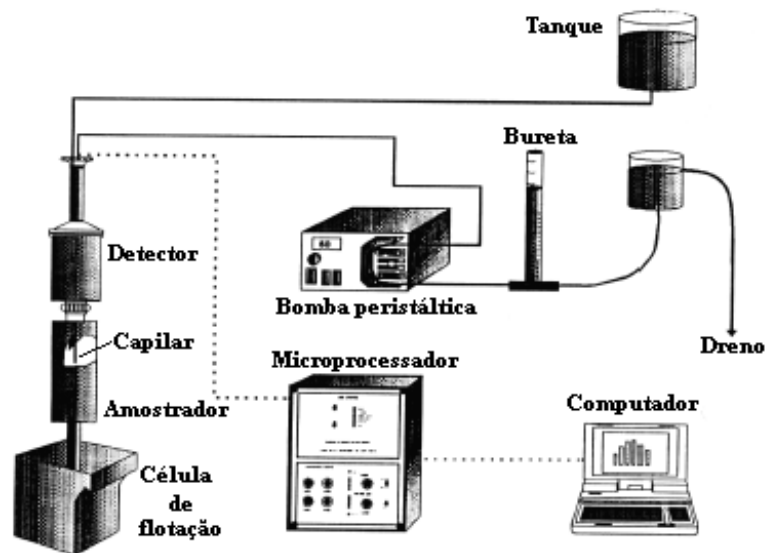 Tanque
Bureta
Detector
Bomba peristáltica
Capilar
Dreno
Microprocessador
Amostrador
Computador
Célula
de
flotação